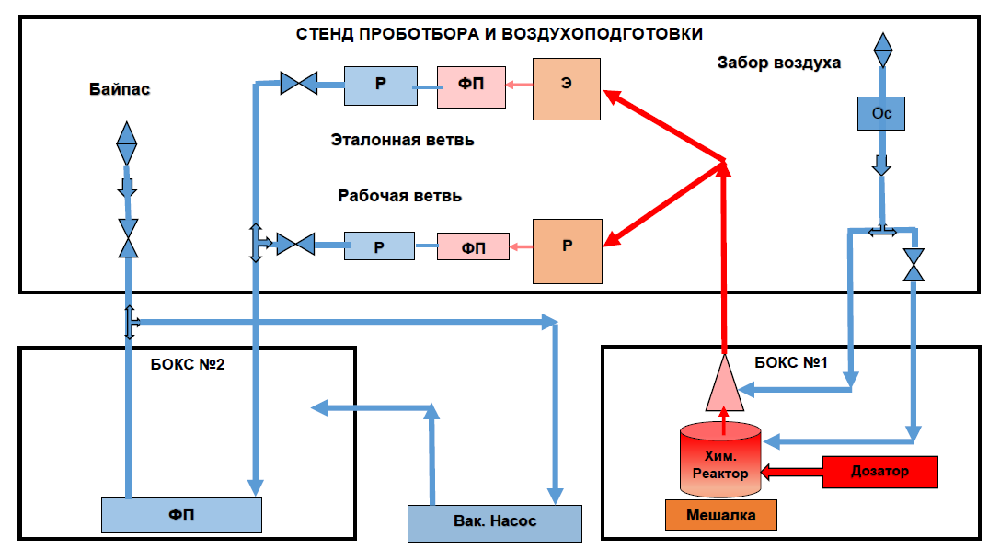 СТЕНД ПРОБОТБОРА И ВОЗДУХОПОДГОТОВКИ
Забор воздуха
Байпас
Р
ФП
Э
Ос
Эталонная ветвь
Рабочая ветвь
Р
ФП
Р
БОКС №2
БОКС №1
Хим.
Реактор
Дозатор
ФП
Вак. Насос
Мешалка